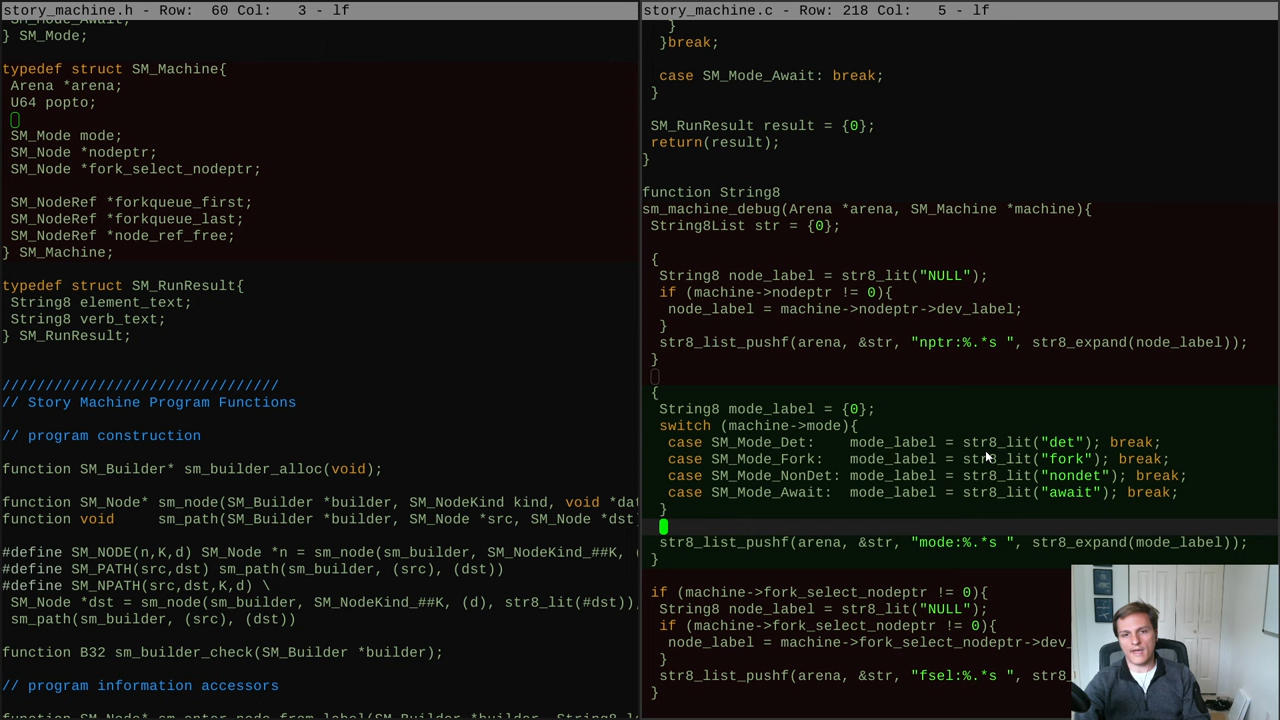 story_machine.h - Row:  60 Col:   3 - lf
SM_Mode_Await,
} SM_Mode;
typedef struct SM_Machine{
Arena *arena;
U64 popto;
SM_Mode mode;
SM_Node *nodeptr;
SM_Node *fork_select_nodeptr;
SM_NodeRef *forkqueue_first;
SM_NodeRef *forkqueue_last;
SM_NodeRef *node_ref_free;
} SM_Machine;
typedef struct SM_RunResult{
String8 element_text;
String8 verb_text;
} SM_RunResult;
////////////////////////////////
// Story Machine Program Functions
// program construction
function SM_Builder* sm_builder_alloc(void);
function SM_Node* sm_node(SM_Builder *builder, SM_NodeKind kind, void *dat
function void     sm_path(SM_Builder *builder, SM_Node *src, SM_Node *dst
#define SM_NODE(n,K,d) SM_Node *n = sm_node(sm_builder, SM_NodeKind_##K, (
#define SM_PATH(src,dst) sm_path(sm_builder, (src), (dst))
#define SM_NPATH(src,dst,K,d) \
SM_Node *dst = sm_node(sm_builder, SM_NodeKind_##K, (d), str8_lit(#dst));
sm_path(sm_builder, (src), (dst))
function B32 sm_builder_check(SM_Builder *builder);
// program information accessors
function SM_Node* sm_enter_node_from_label(SM_Builder *builder, String8 l
story_machine.c - Row: 218 Col:   5 - lf
}
}break;
case SM_Mode_Await: break;
}
SM_RunResult result = {0};
return(result);
}
function String8
sm_machine_debug(Arena *arena, SM_Machine *machine){
String8List str = {0};
{
String8 node_label = str8_lit("NULL");
if (machine->nodeptr != 0){
node_label = machine->nodeptr->dev_label;
}
str8_list_pushf(arena, &str, "nptr:%.*s ", str8_expand(node_label));
}
{
String8 mode_label = {0};
switch (machine->mode){
case SM_Mode_Det:    mode_label = str8_lit("det"); break;
case SM_Mode_Fork:   mode_label = str8_lit("fork"); break;
case SM_Mode_NonDet: mode_label = str8_lit("nondet"); break;
case SM_Mode_Await:  mode_label = str8_lit("await"); break;
}
str8_list_pushf(arena, &str, "mode:%.*s ", str8_expand(mode_label));
}
if (machine->fork_select_nodeptr != 0){
String8 node_label = str8_lit("NULL");
if (machine->fork_select_nodeptr != 0){
node_label = machine->fork_select_nodeptr->dev_
}
str8_list_pushf(arena, &str, "fsel:%.*s ", str8_
}